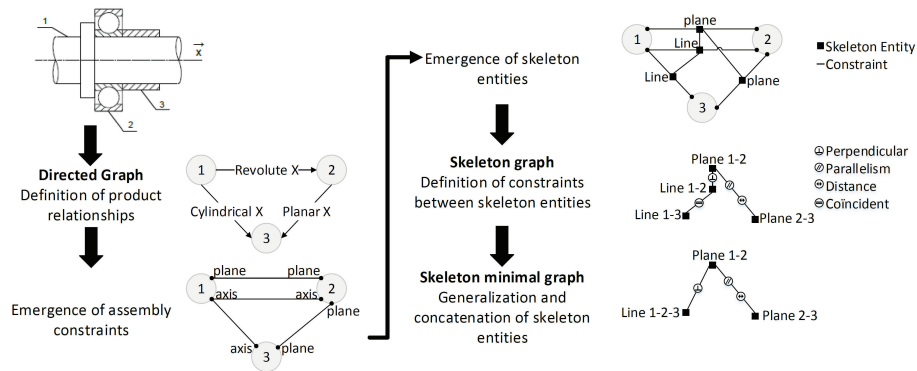 1
X
3
2
Directed Graph
Definition of product
relationships
1
Revolute X
2
Cylindrical X
Planar X
3
Emergence of assembly
constraints
plane
plane
1
axis
axis
2
plane
axis
plane
3
Emergence of skeleton
entities
Skeleton graph
Definition of constraints
between skeleton entities
Skeleton minimal graph
Generalization and
concatenation of skeleton
entities
plane
1
2
Line
Line
plane
3
Skeleton Entity
Constraint
Plane 1-2
Line 1-2
Line 1-3
Plane 2-3
Perpendicular
Parallelism
Distance
Coïncident
Plane 1-2
Line 1-2-3
Plane 2-3